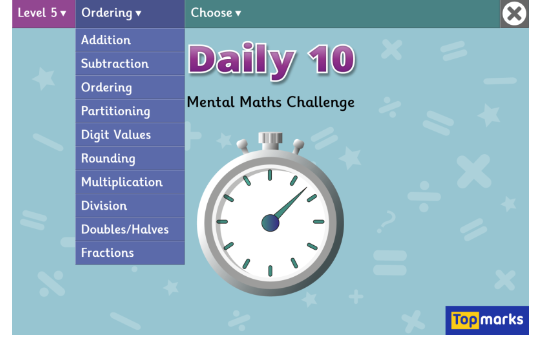 Level 5 ▾ Ordering ▾ Choose ▾
Addition
Subtraction
Ordering
Partitioning
Digit Values
Rounding
Multiplication
Division
Doubles/Halves
Fractions
Daily 10
Mental Maths Challenge
Topmarks